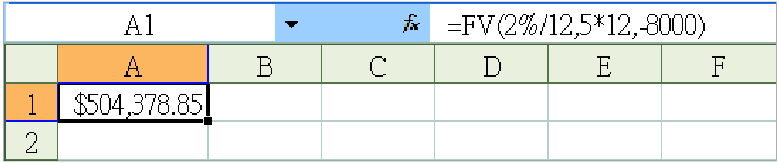 A1 fx =FV(2%/12,5*12,-8000)
A B C D E F
1 $504,378.85
2